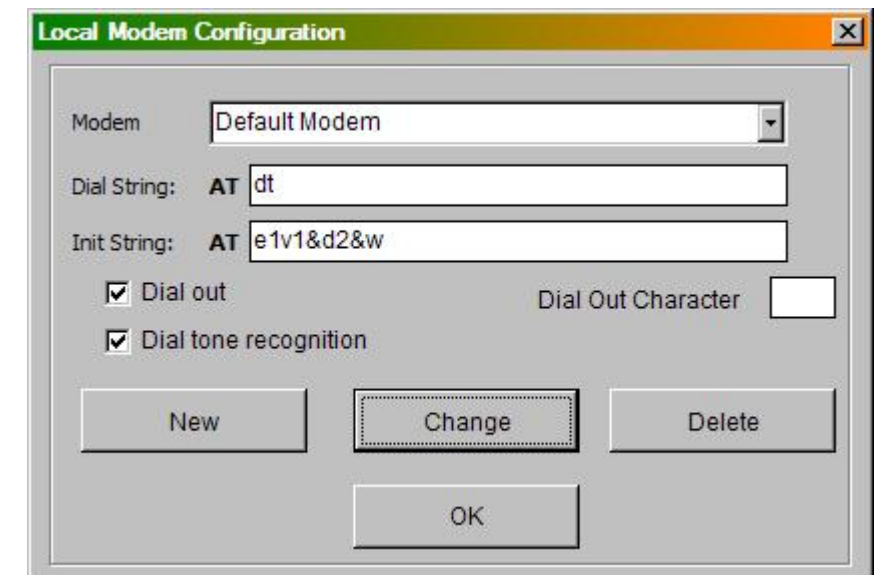 Local Modem Configuration
Modem Default Modem
Dial String: AT dt
Init String: AT e1v1&d2&w
Dial out Dial Out Character
Dial tone recognition
New Change Delete
OK